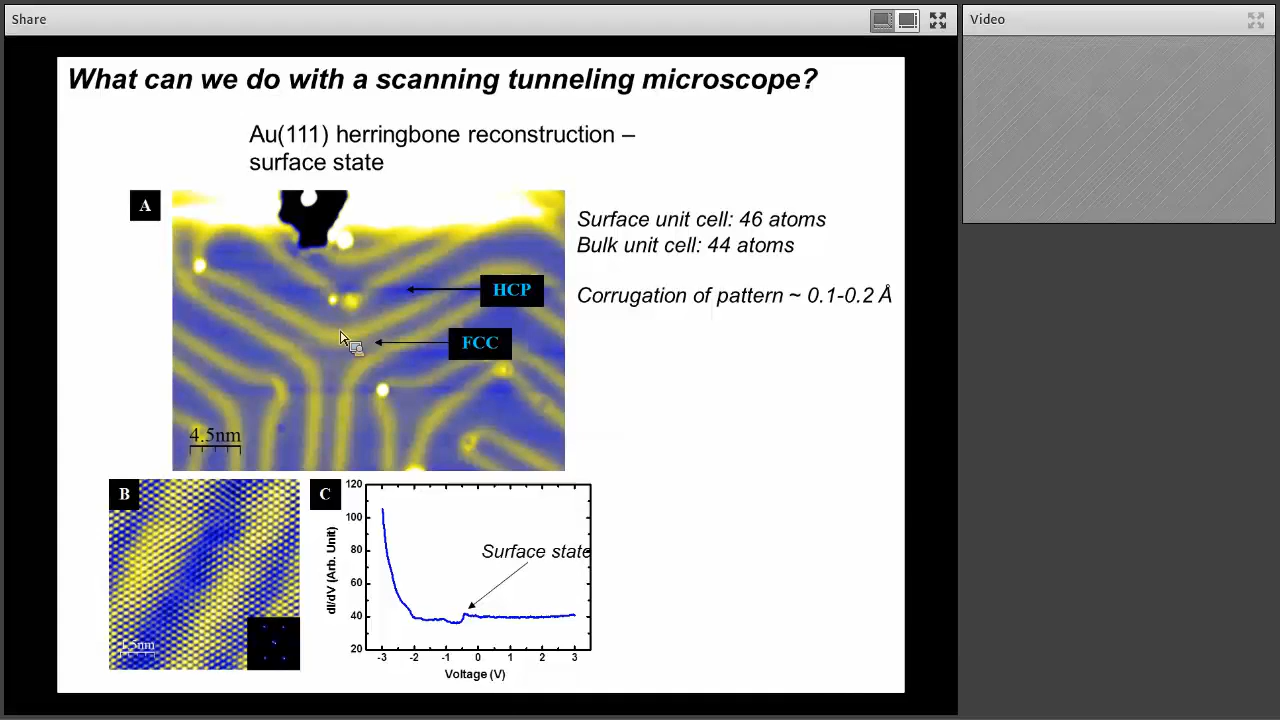 Share
Video
What can we do with a scanning tunneling microscope?
Au(111) herringbone reconstruction –
surface state
A
Surface unit cell: 46 atoms
Bulk unit cell: 44 atoms
HCP
Corrugation of pattern ~ 0.1-0.2 Å
FCC
4.5nm
B
1.5nm
C
120
100
80
60
40
20
dI/dV (Arb. Unit)
Surface state
-3 -2 -1 0 1 2 3
Voltage (V)